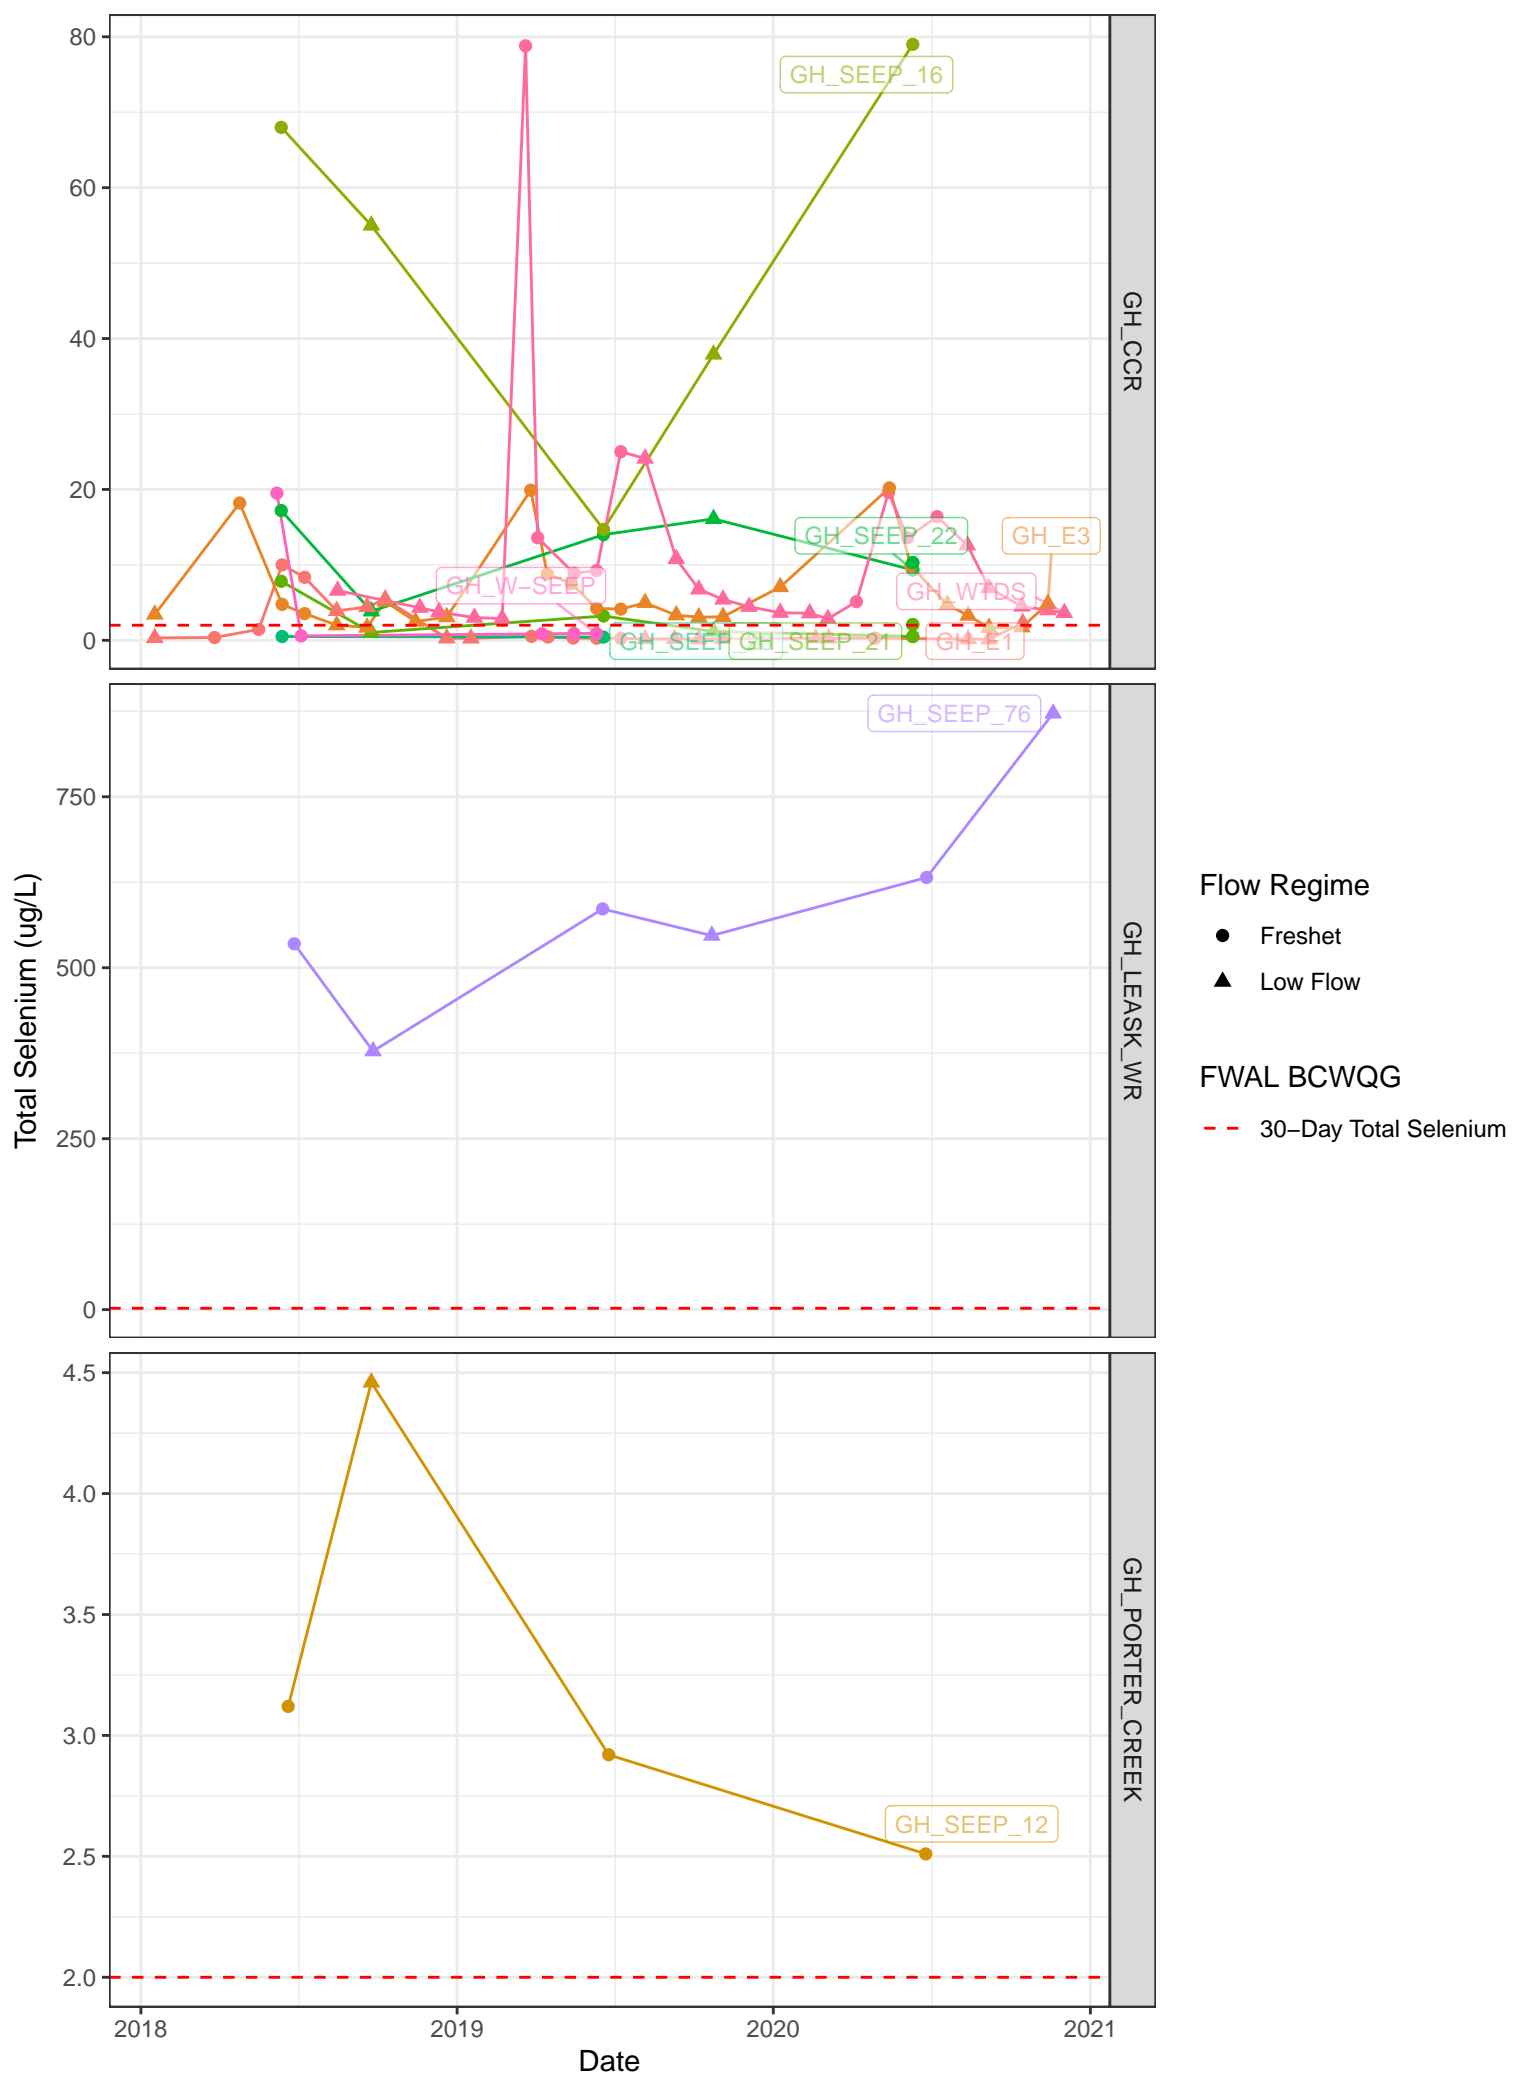 80
60
40
20
0
GH_SEEP_16
GH_SEEP_22
GH_E3
GH_W-SEEP
GH_WTDS
GH_SEEP_
GH_SEEP_21
GH_E1
GH_CCR
750
500
250
0
GH_SEEP_76
GH_LEASK_WR
4.5
4.0
3.5
3.0
2.5
2.0
GH_SEEP_12
GH_PORTER_CREEK
2018 2019 2020 2021
Date
Total Selenium (ug/L)
Flow Regime
Freshet
Low Flow
FWAL BCWQG
30-Day Total Selenium